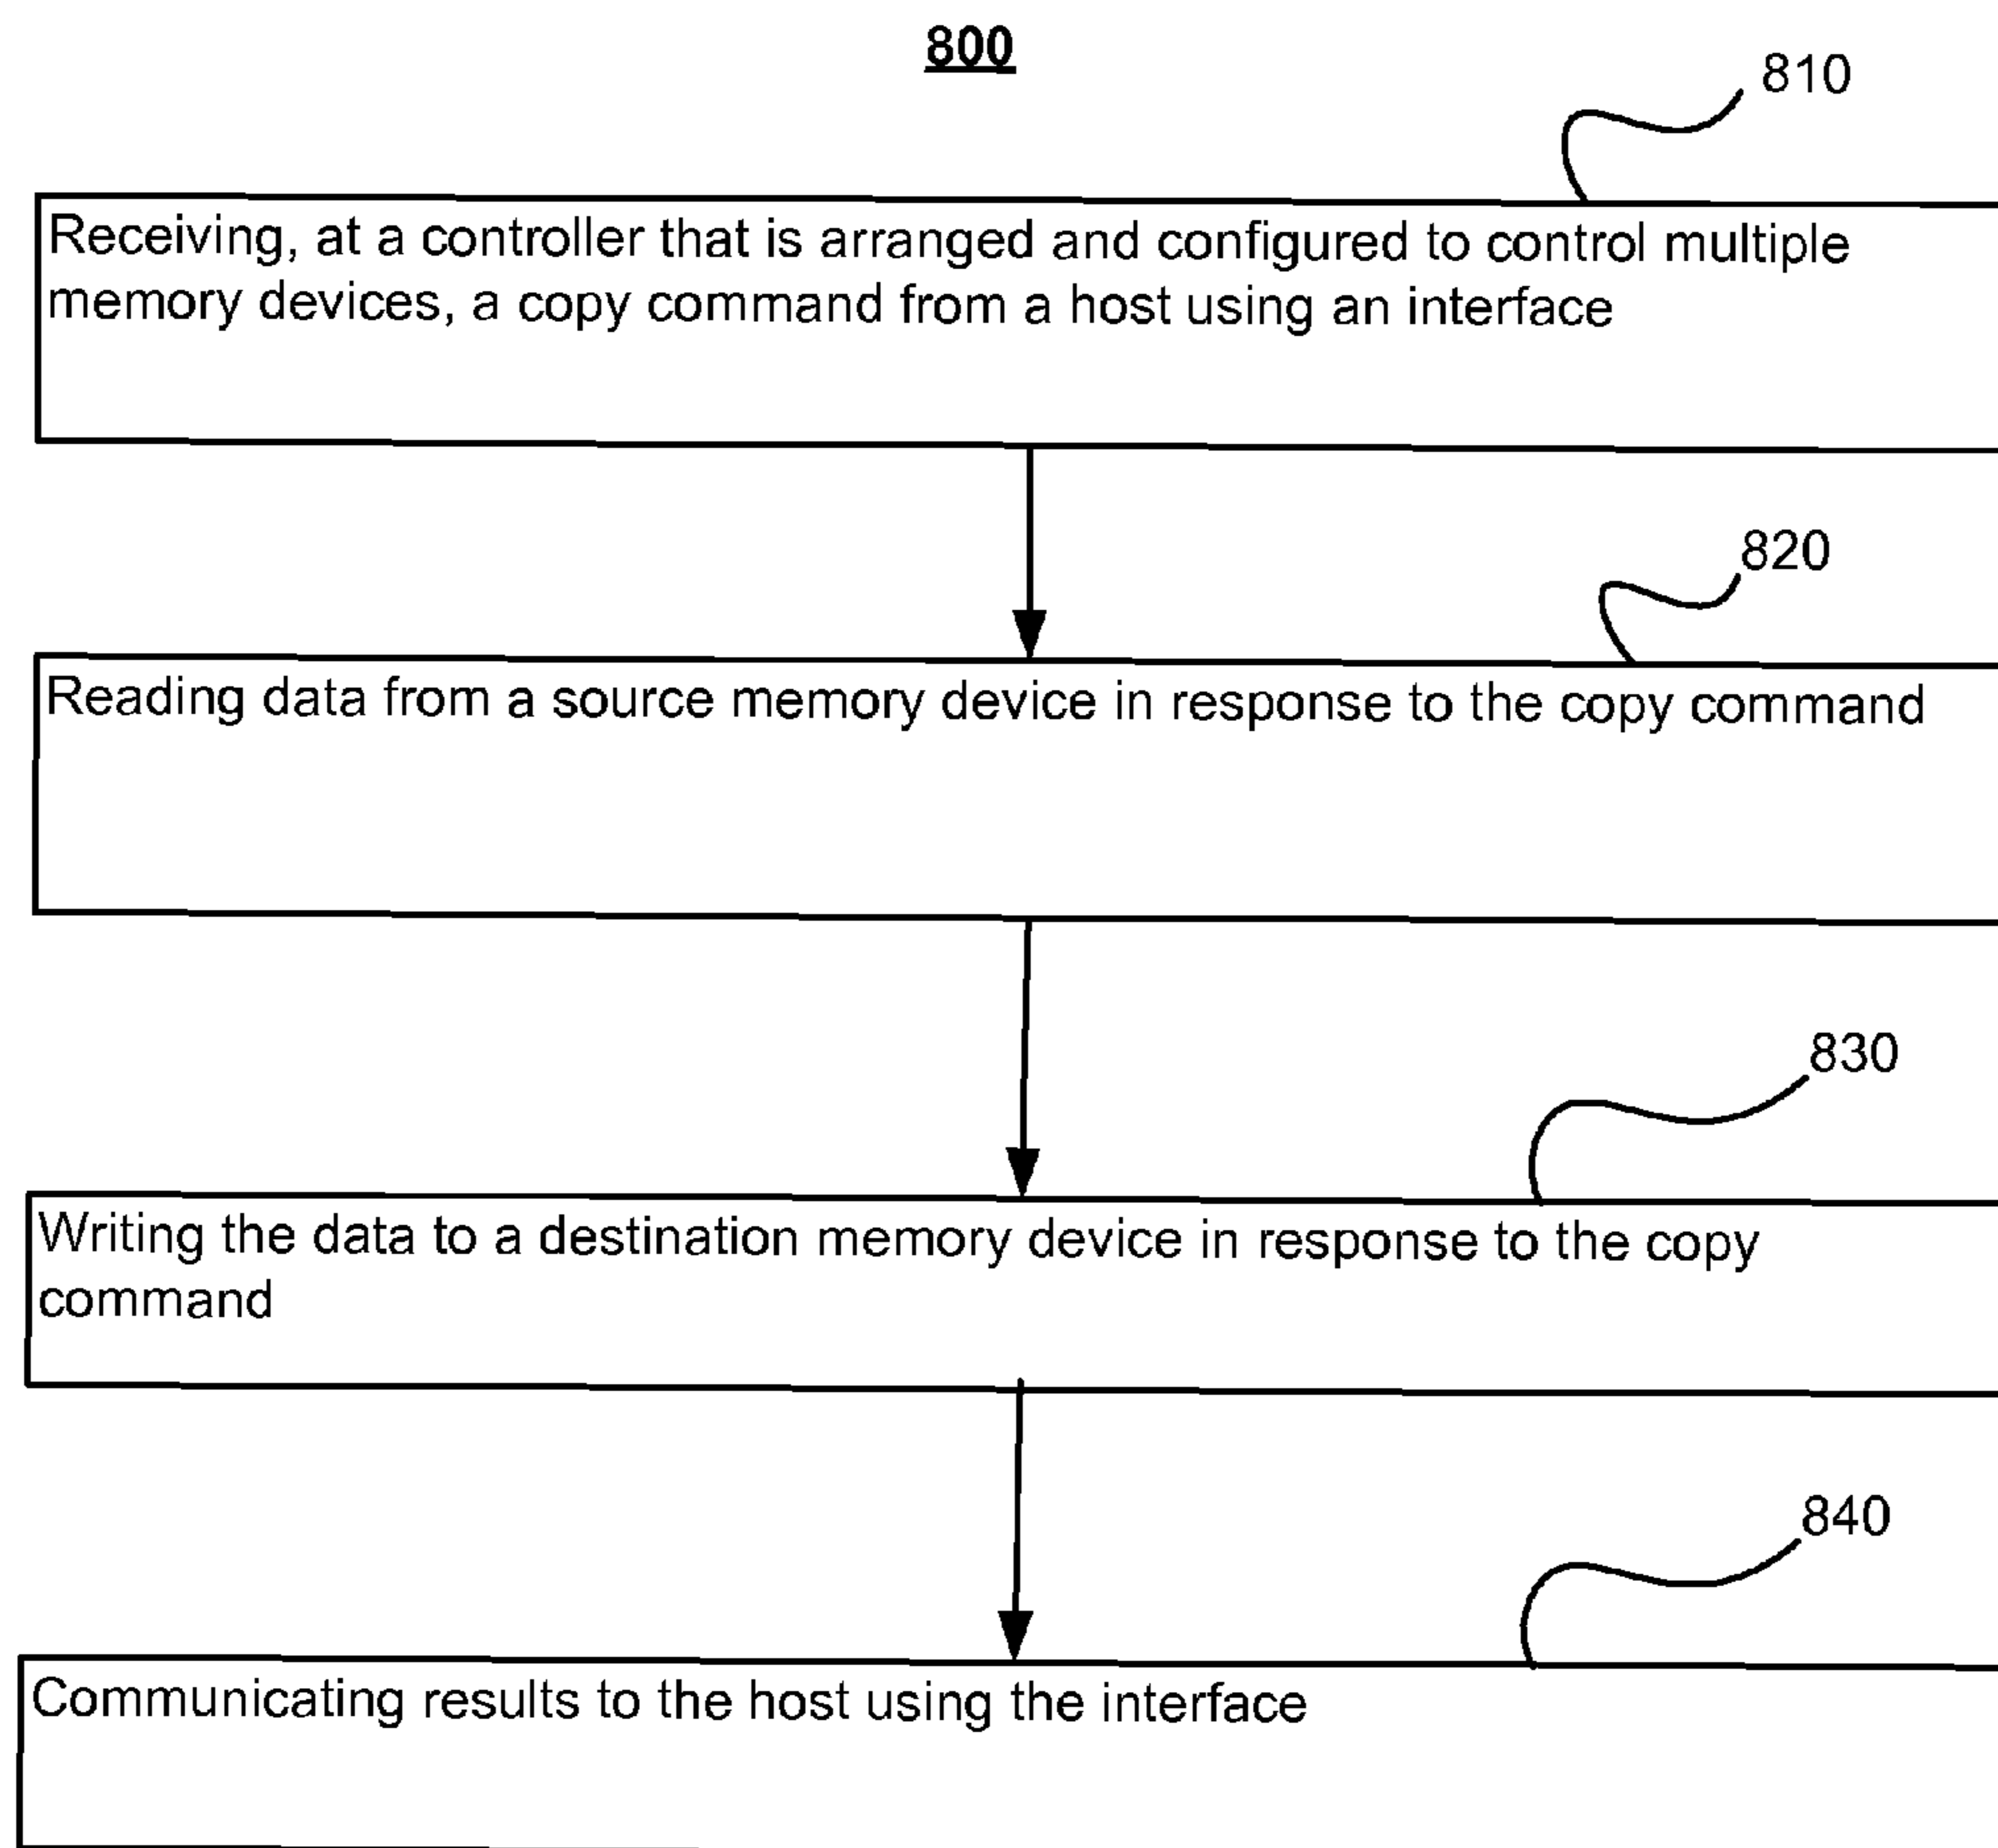 800
810
Receiving, at a controller that is arranged and configured to control multiple
memory devices, a copy command from a host using an interface
820
Reading data from a source memory device in response to the copy command
830
Writing the data to a destination memory device in response to the copy
command
840
Communicating results to the host using the interface